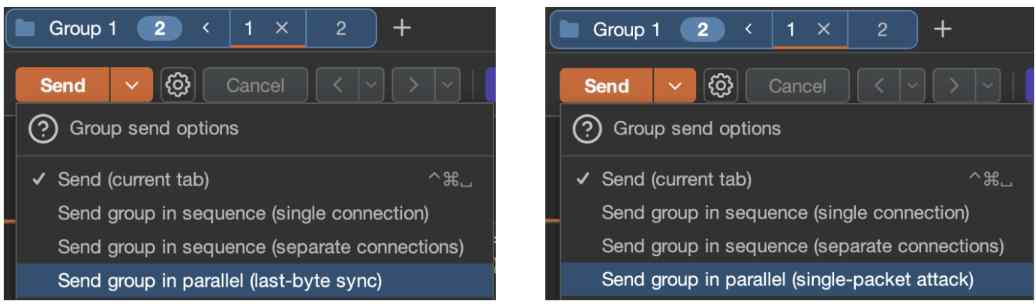 Group 1 2 < 1 × 2 +
Send Cancel < >
? Group send options
✓ Send (current tab) ^⌘⎵
Send group in sequence (single connection)
Send group in sequence (separate connections)
Send group in parallel (last-byte sync)
Group 1 2 < 1 × 2 +
Send Cancel < >
? Group send options
✓ Send (current tab) ^⌘⎵
Send group in sequence (single connection)
Send group in sequence (separate connections)
Send group in parallel (single-packet attack)